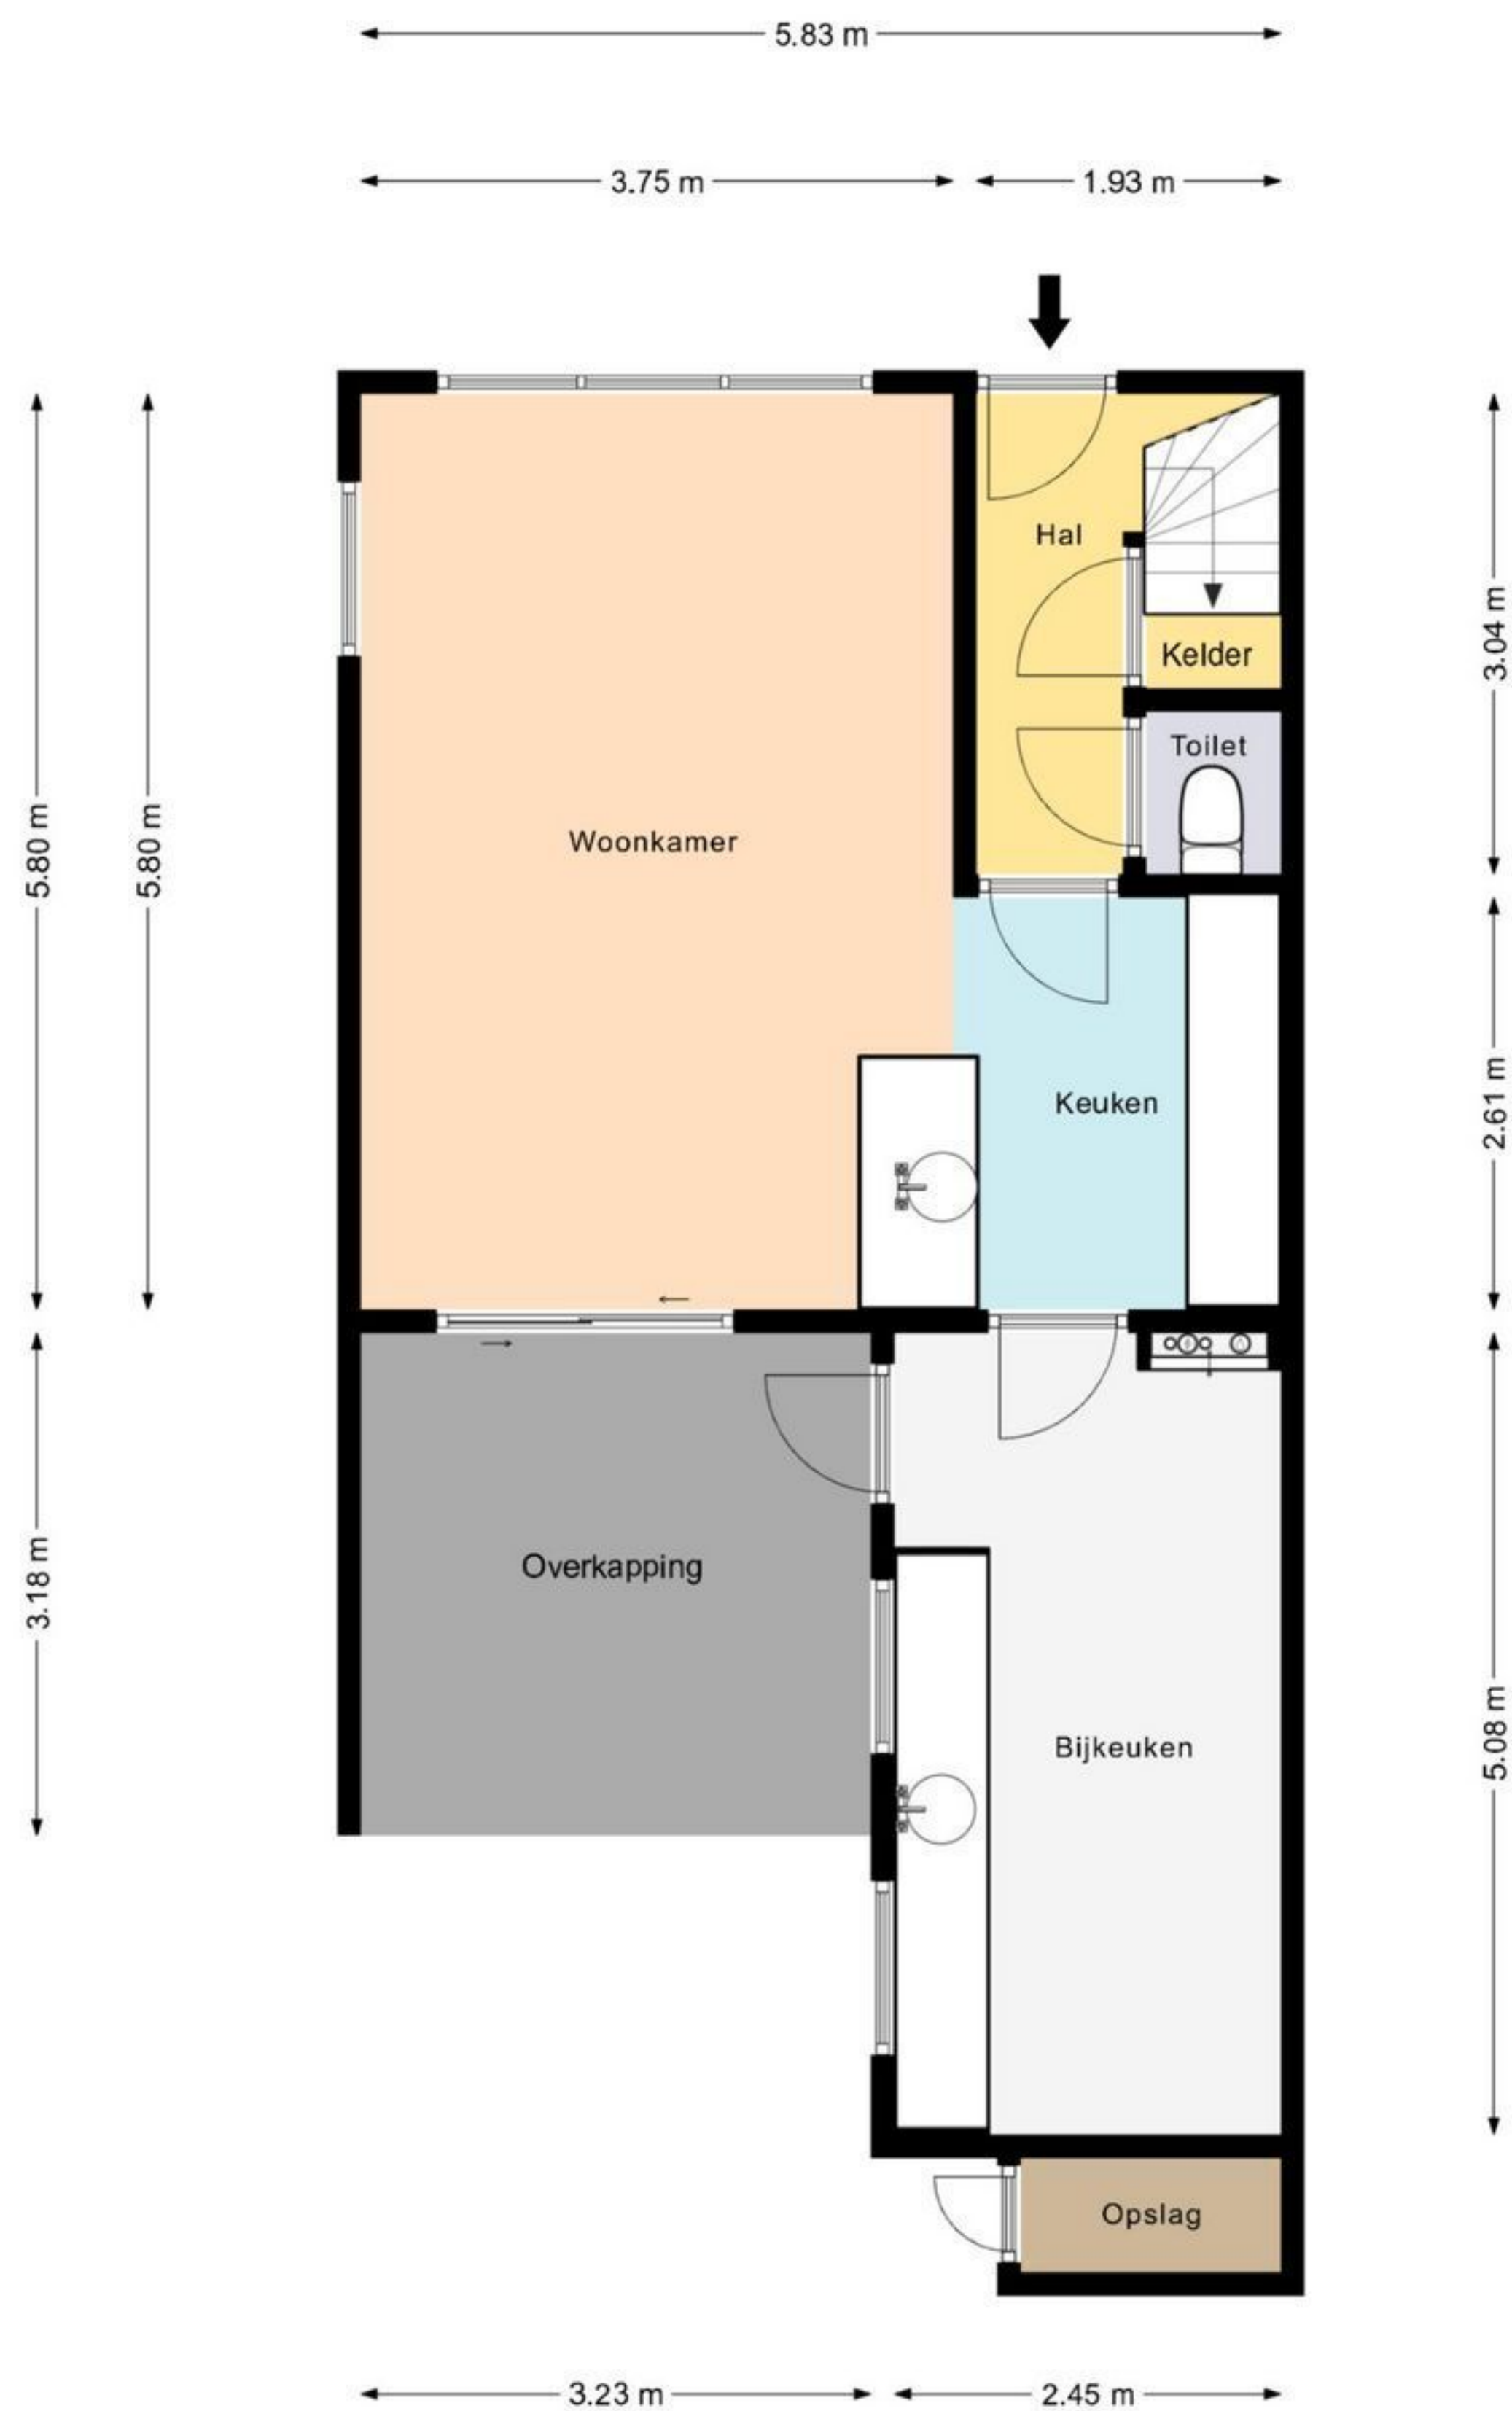 5.83 m
3.75 m
1.93 m
Hal
3.04 m
Kelder
Toilet
5.80 m
5.80 m
Woonkamer
Keuken
2.61 m
Overkapping
3.18 m
Bijkeuken
5.08 m
Opslag
3.23 m
2.45 m